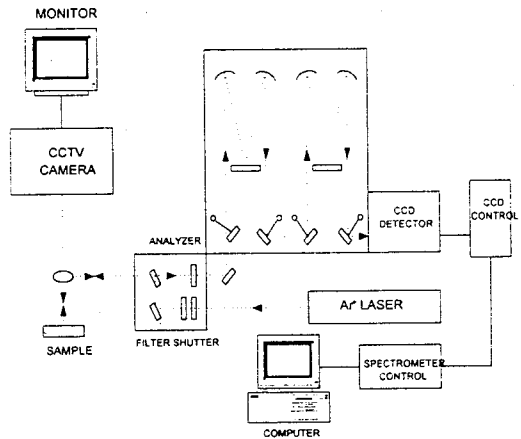 MONITOR
CCTV
CAMERA
CCD
DETECTOR
CCD
CONTROL
ANALYZER
Ar⁺ LASER
SAMPLE
FILTER SHUTTER
SPECTROMETER
CONTROL
COMPUTER